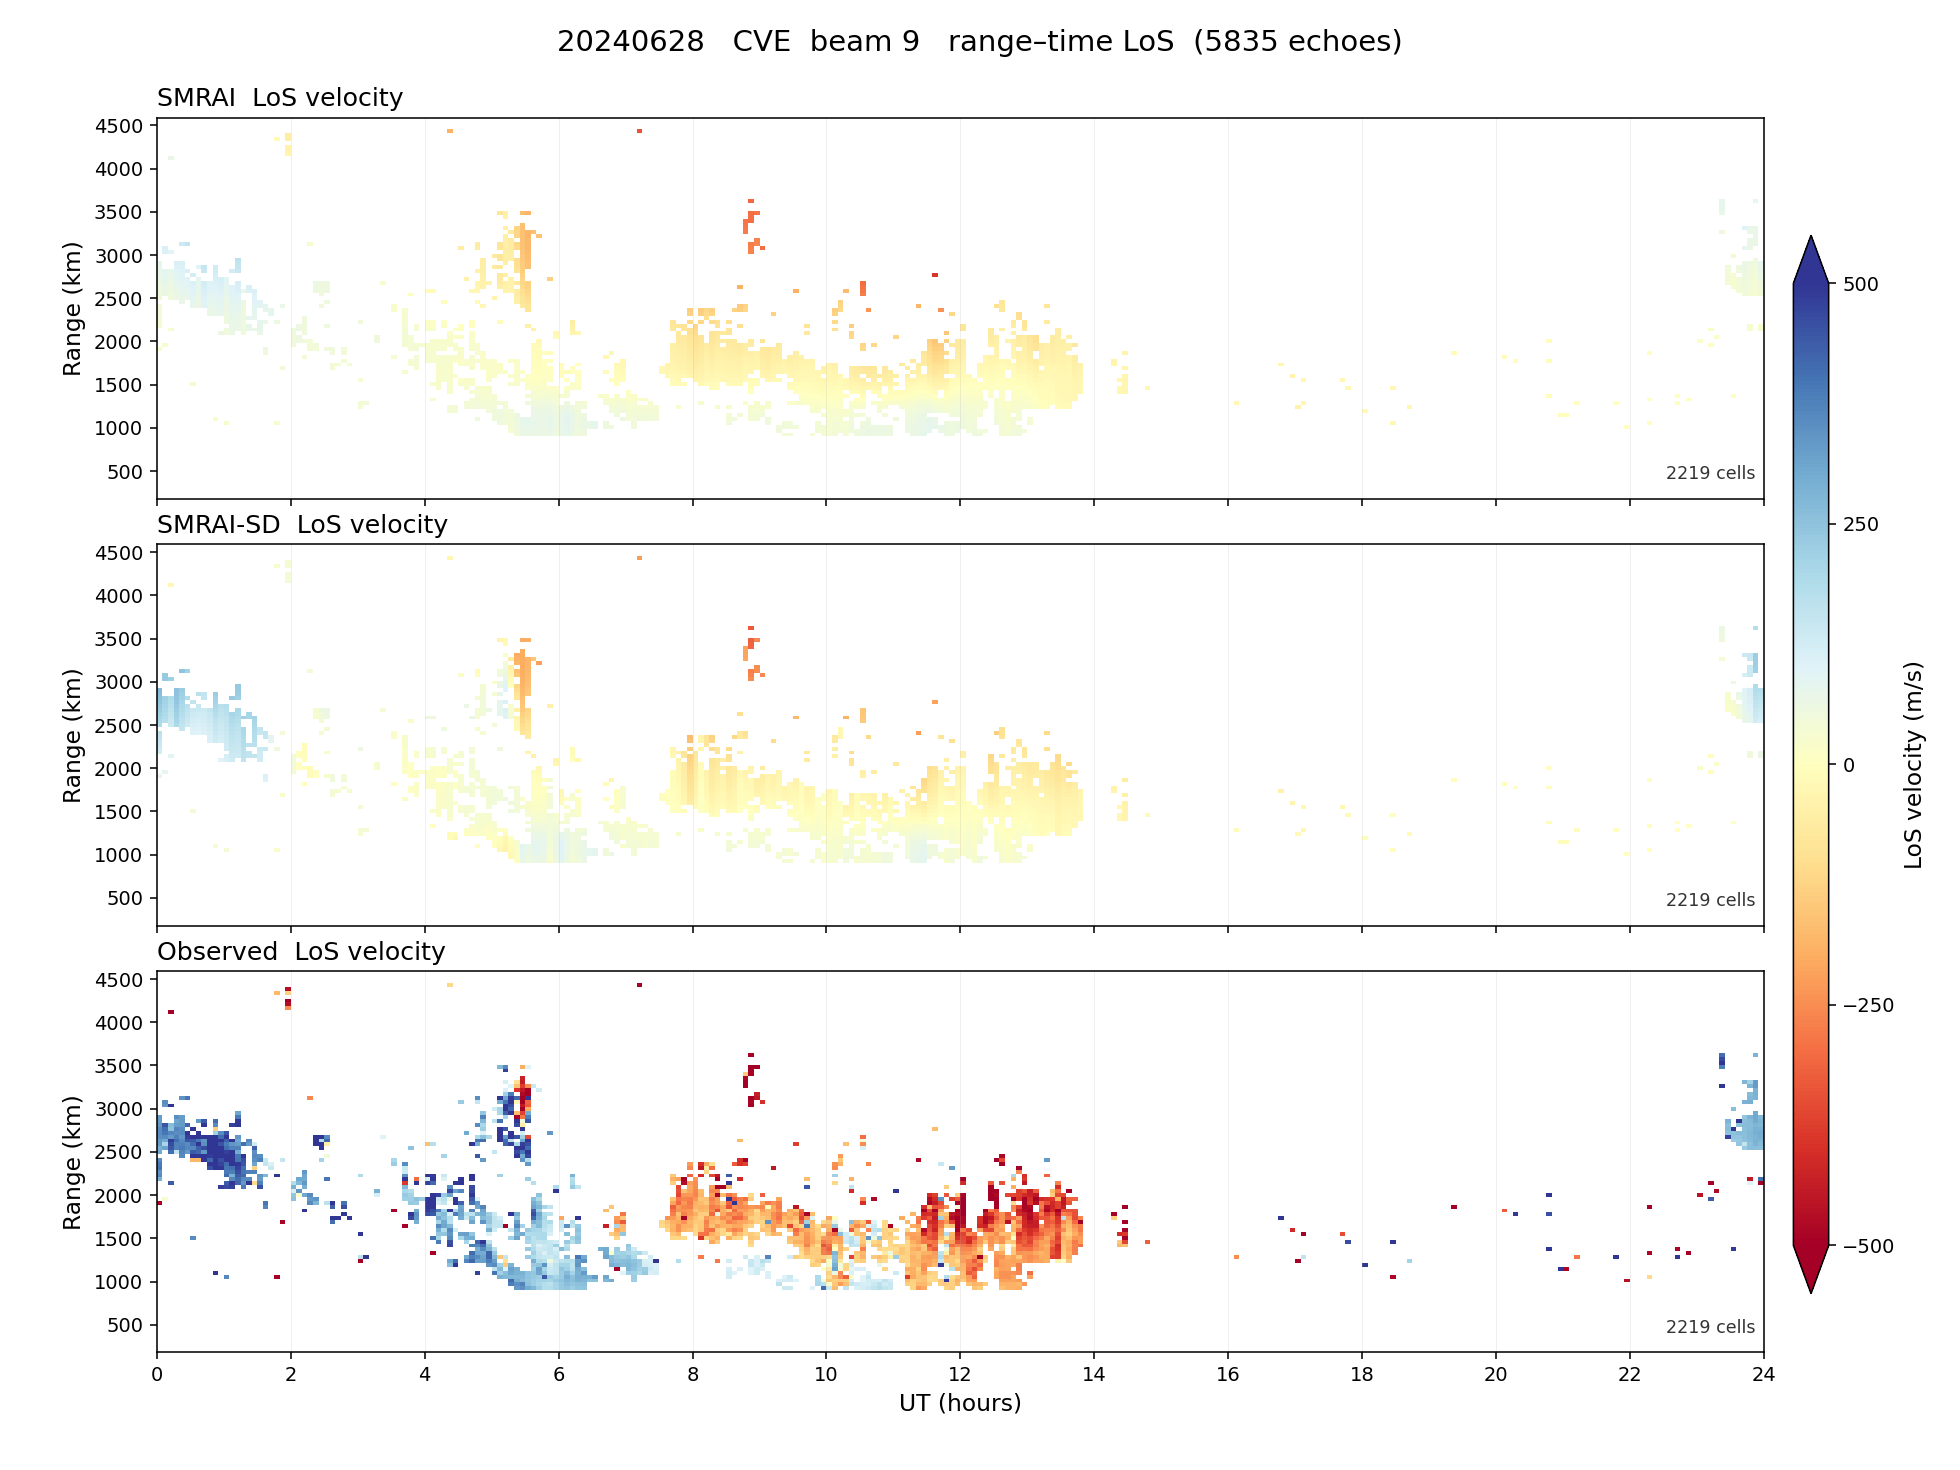 20240628   CVE  beam 9   range–time LoS  (5835 echoes)
SMRAI  LoS velocity
4500
4000
3500
3000
2500
2000
1500
1000
500
Range (km)
2219 cells
SMRAI-SD  LoS velocity
4500
4000
3500
3000
2500
2000
1500
1000
500
Range (km)
2219 cells
Observed  LoS velocity
4500
4000
3500
3000
2500
2000
1500
1000
500
Range (km)
2219 cells
0 2 4 6 8 10 12 14 16 18 20 22 24
UT (hours)
500
250
0
−250
−500
LoS velocity (m/s)